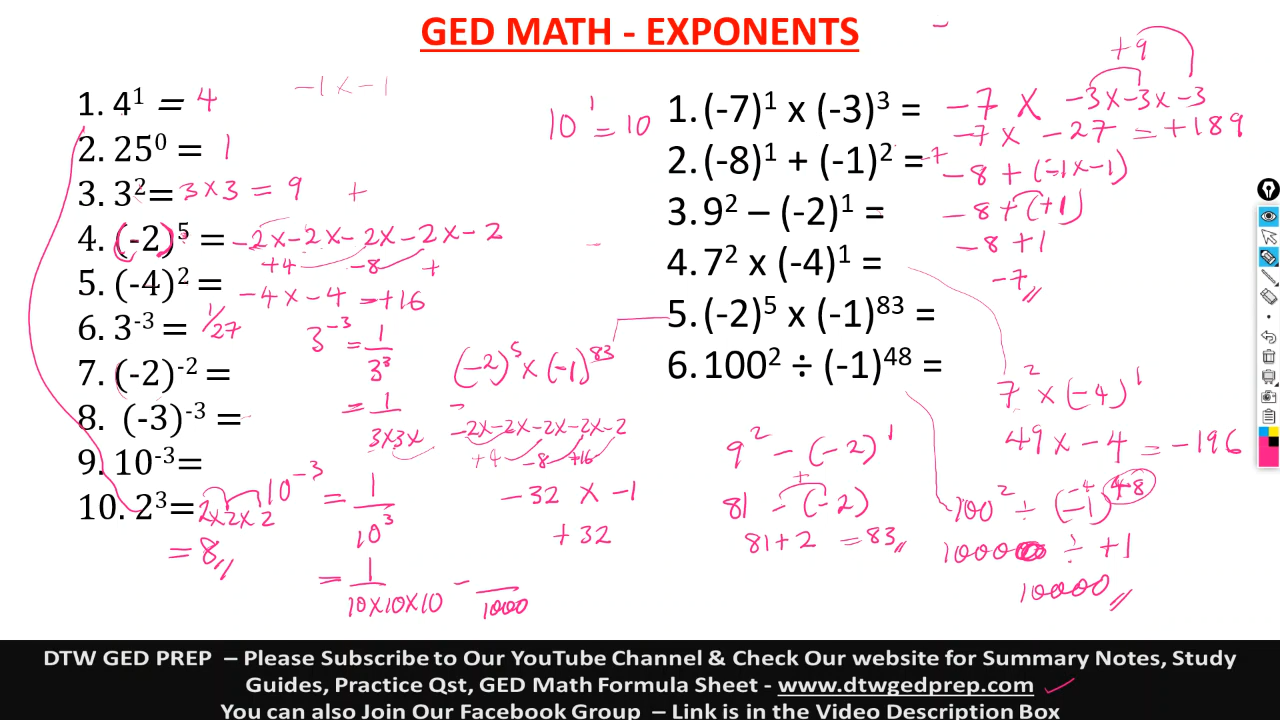 GED MATH - EXPONENTS
1. 4¹ = 4
-1 x -1
2. 25⁰ = 1
3. 3² = 3x3 = 9
+
4. (-2)⁵ = -2x-2x-2x-2x-2
+4 -8 +
5. (-4)² = -4x-4 = +16
6. 3⁻³ = 1/27
3⁻³ = 1/3³
= 1/3x3x
7. (-2)⁻² =
8. (-3)⁻³ =
9. 10⁻³=
10. 2³= 2x2x2
= 8
10⁻³ = 1/10³
= 1/10x10x10 - /1000
10¹ = 10
1. (-7)¹ x (-3)³ = -7 x -3x-3x-3
+9
-7 x -27 = +189
2. (-8)¹ + (-1)² = -7
-8 + (-1x-1)
-8 + (+1)
-8 + 1
-7
3. 9² – (-2)¹ =
4. 7² x (-4)¹ =
5. (-2)⁵ x (-1)⁸³ =
6. 100² ÷ (-1)⁴⁸ =
(-2)⁵ x (-1)⁸³
-2x-2x-2x-2x-2
+4 -8 +16
-32 x -1
+32
9² - (-2)¹
+
81 - (-2)
81+2 = 83
7² x (-4)¹
49 x -4 = -196
100² ÷ (-1)⁴⁸
10000 ÷ +1
10000
DTW GED PREP – Please Subscribe to Our YouTube Channel & Check Our website for Summary Notes, Study
Guides, Practice Qst, GED Math Formula Sheet - www.dtwgedprep.com ✓
You can also Join Our Facebook Group – Link is in the Video Description Box